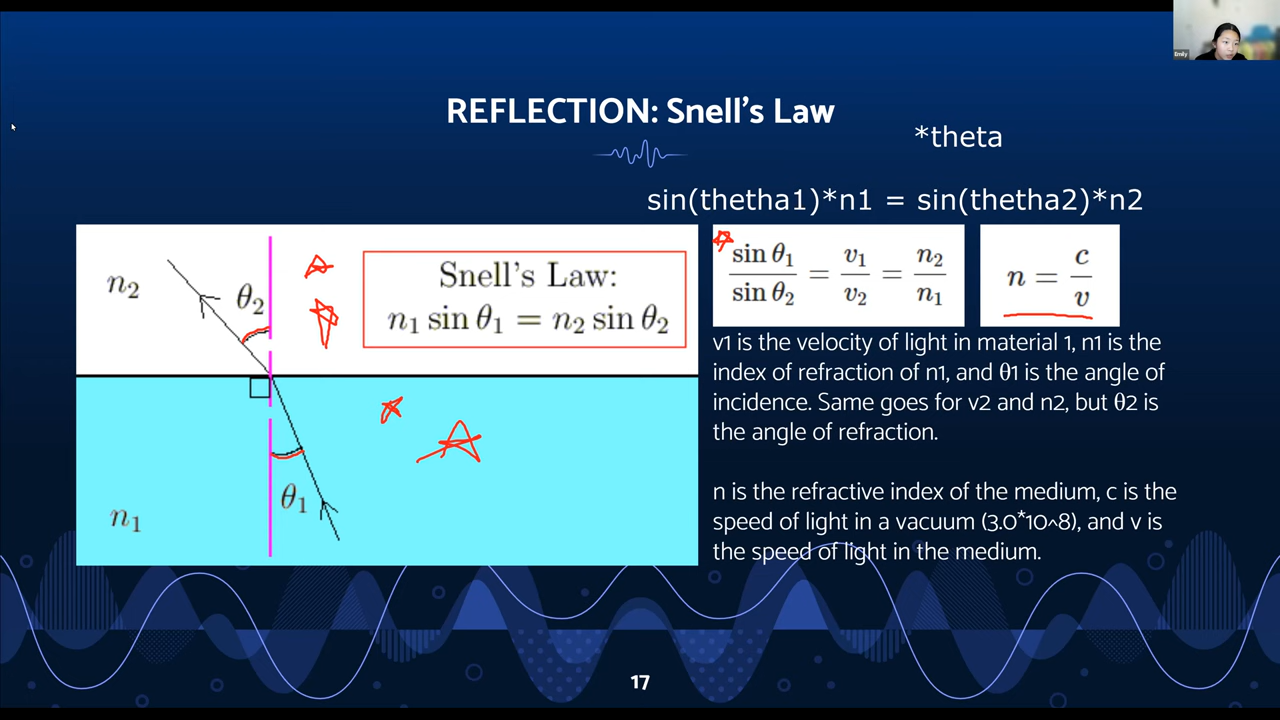 Emily
REFLECTION: Snell's Law
*theta
sin(thetha1)*n1 = sin(thetha2)*n2
n₂
θ₂
Snell's Law:
n₁ sin θ₁ = n₂ sin θ₂
θ₁
n₁
sin θ₁ / sin θ₂ = v₁ / v₂ = n₂ / n₁
n = c / v
v1 is the velocity of light in material 1, n1 is the
index of refraction of n1, and θ1 is the angle of
incidence. Same goes for v2 and n2, but θ2 is
the angle of refraction.
n is the refractive index of the medium, c is the
speed of light in a vacuum (3.0*10^8), and v is
the speed of light in the medium.
17